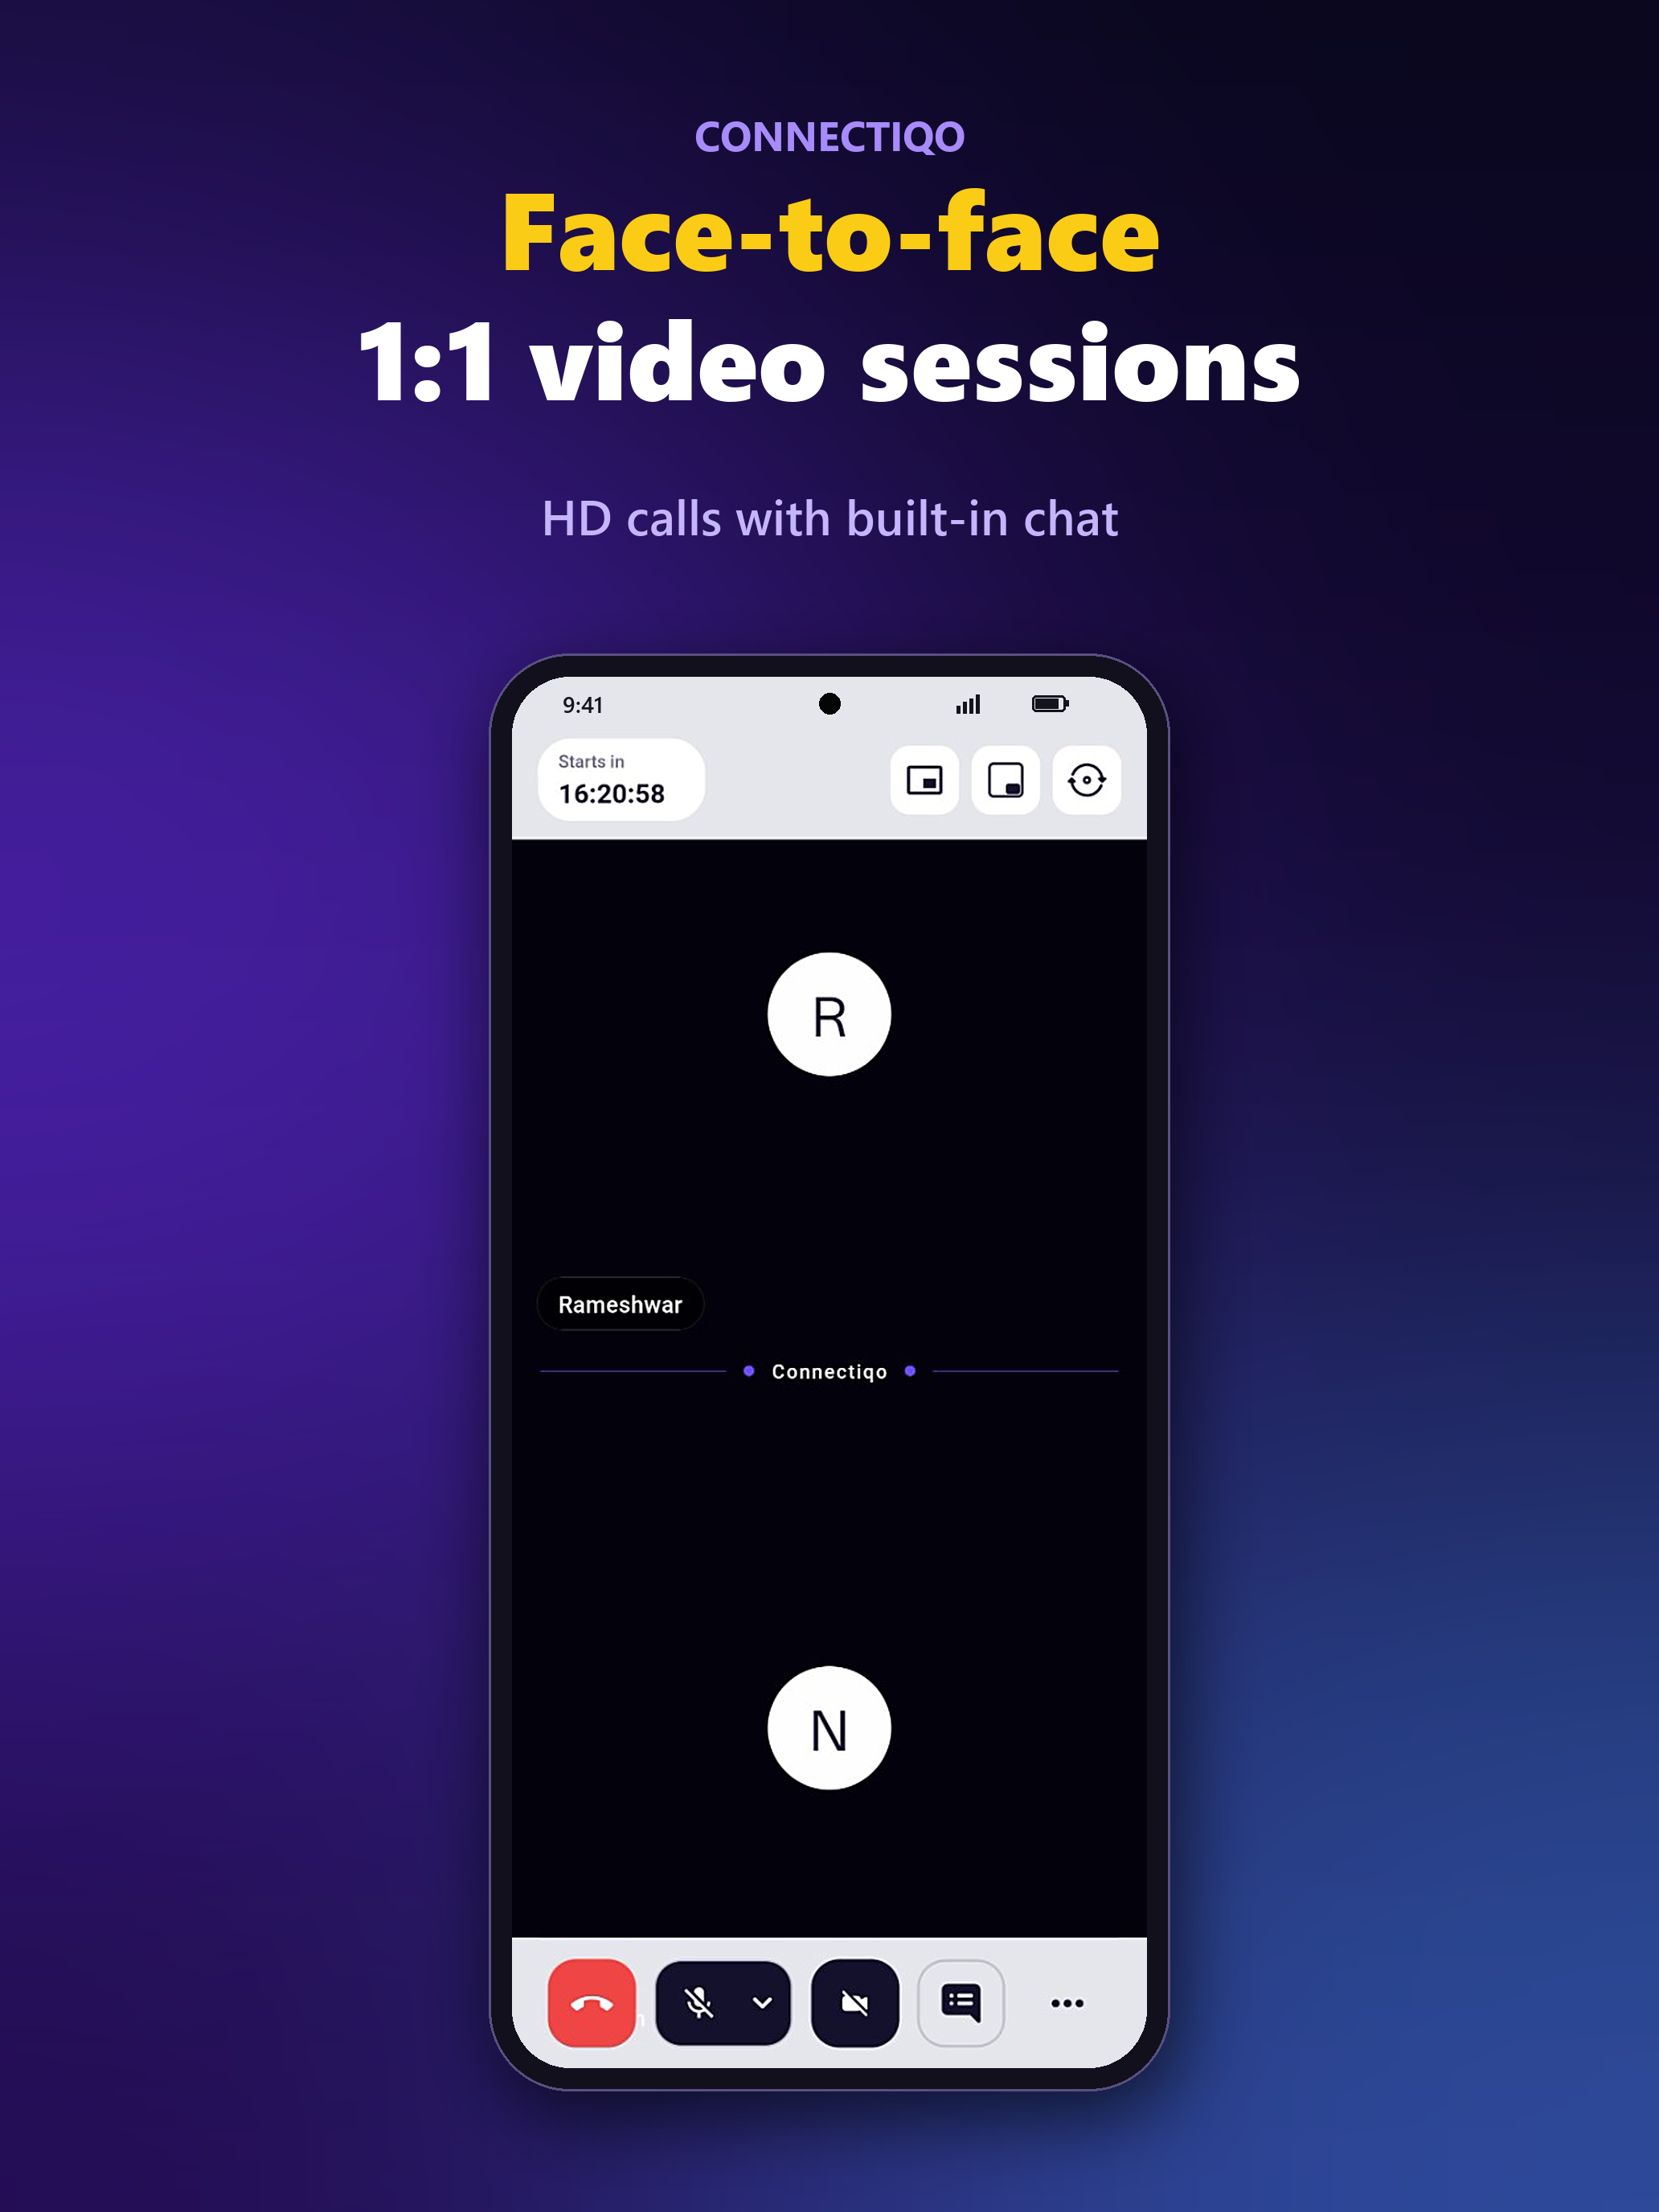 CONNECTIQO
Face-to-face
1:1 video sessions
HD calls with built-in chat
9:41
Starts in
16:20:58
R
Rameshwar
Connectiqo
N